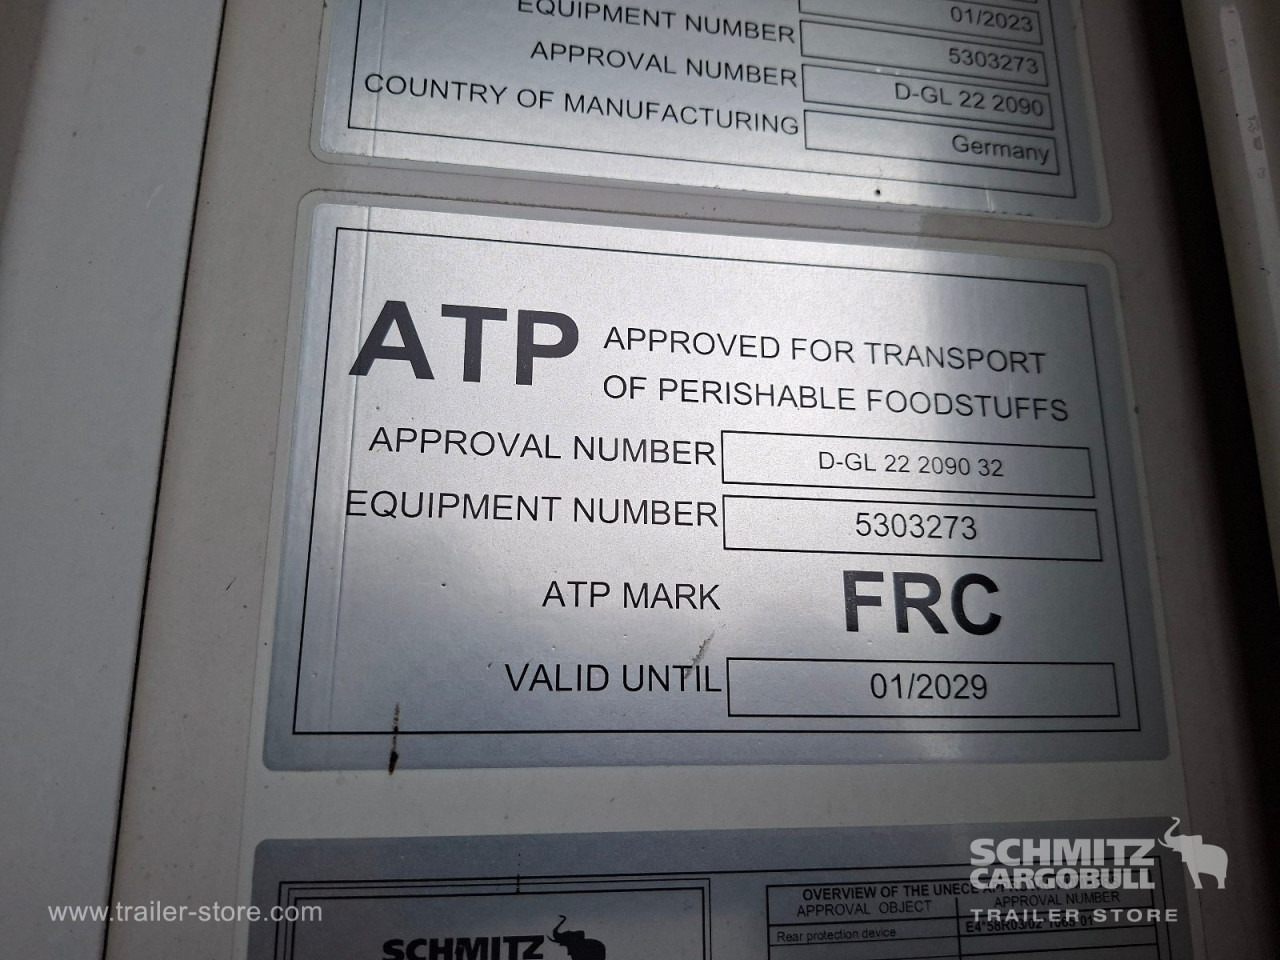 01/2023
EQUIPMENT NUMBER 5303273
APPROVAL NUMBER D-GL 22 2090
COUNTRY OF MANUFACTURING Germany
ATP APPROVED FOR TRANSPORT
OF PERISHABLE FOODSTUFFS
APPROVAL NUMBER D-GL 22 2090 32
EQUIPMENT NUMBER 5303273
ATP MARK FRC
VALID UNTIL 01/2029
SCHMITZ
CARGOBULL
TRAILER STORE
www.trailer-store.com
SCHMITZ
OVERVIEW OF THE UNECE
APPROVAL OBJECT APPROVAL NUMBER
Rear protection device E4*58R03/02*